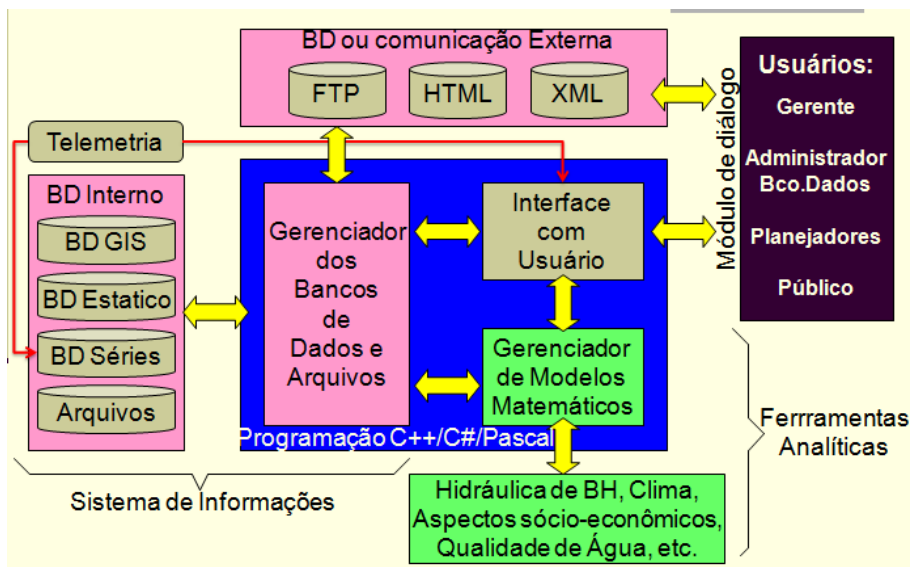 BD ou comunicação Externa
FTP
HTML
XML
Usuários:
Gerente
Administrador
Bco.Dados
Planejadores
Público
Módulo de diálogo
Telemetria
BD Interno
BD GIS
BD Estatico
BD Séries
Arquivos
Gerenciador
dos
Bancos
de
Dados e
Arquivos
Interface
com
Usuário
Gerenciador
de Modelos
Matemáticos
Programação C++/C#/Pascal
Ferrramentas
Analíticas
Sistema de Informações
Hidráulica de BH, Clima,
Aspectos sócio-econômicos,
Qualidade de Água, etc.